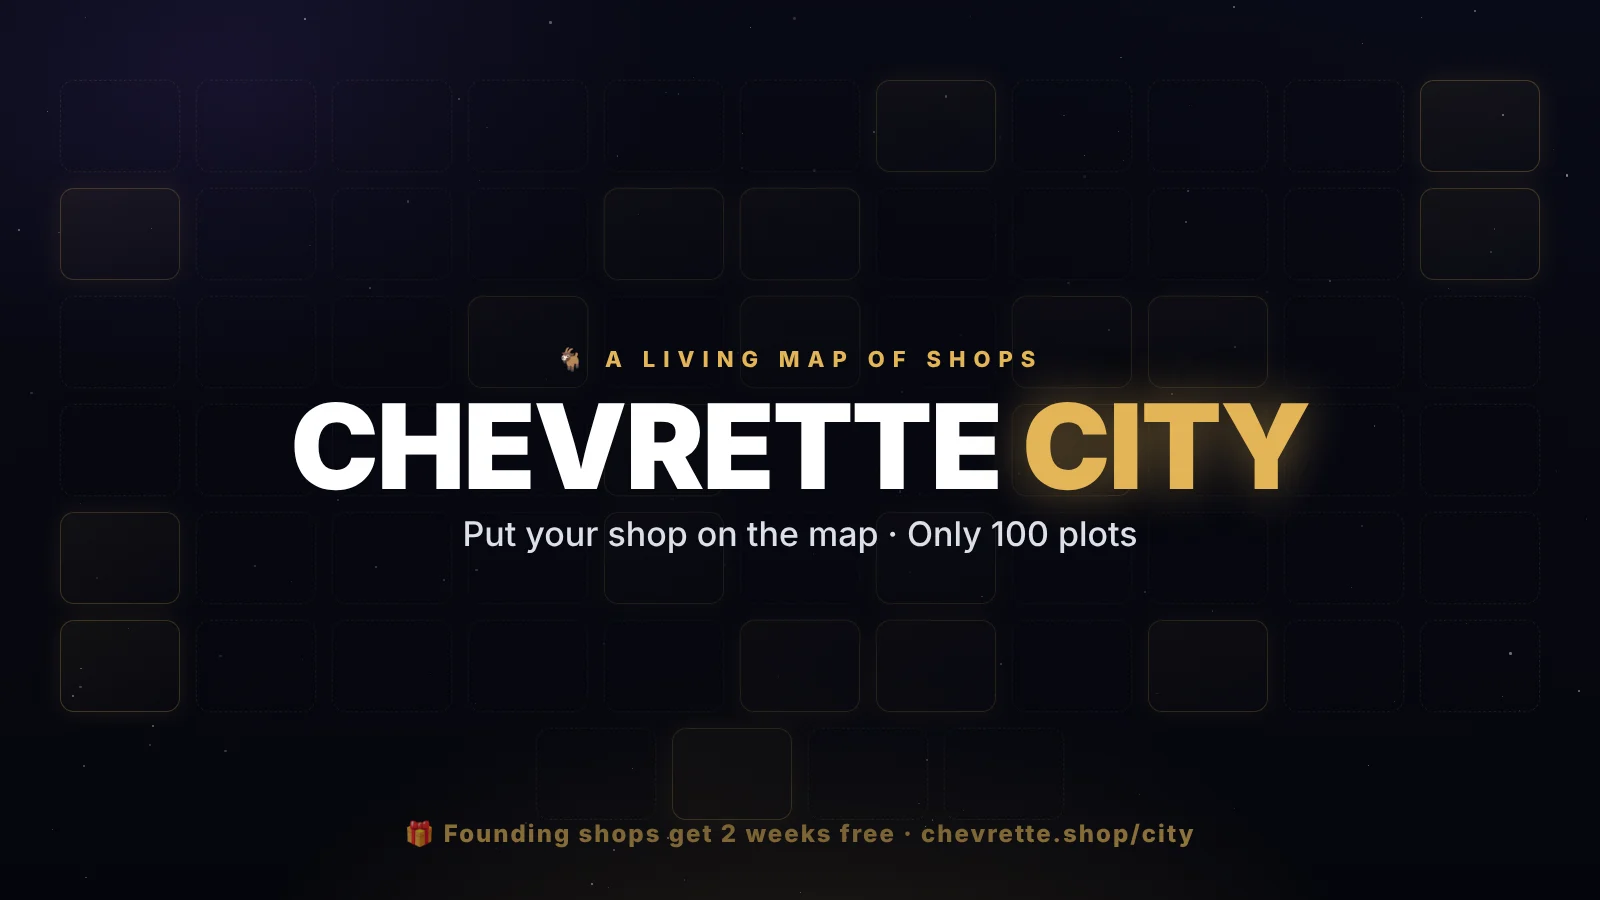 🐐 A LIVING MAP OF SHOPS
CHEVRETTE CITY
Put your shop on the map · Only 100 plots
🎁 Founding shops get 2 weeks free · chevrette.shop/city